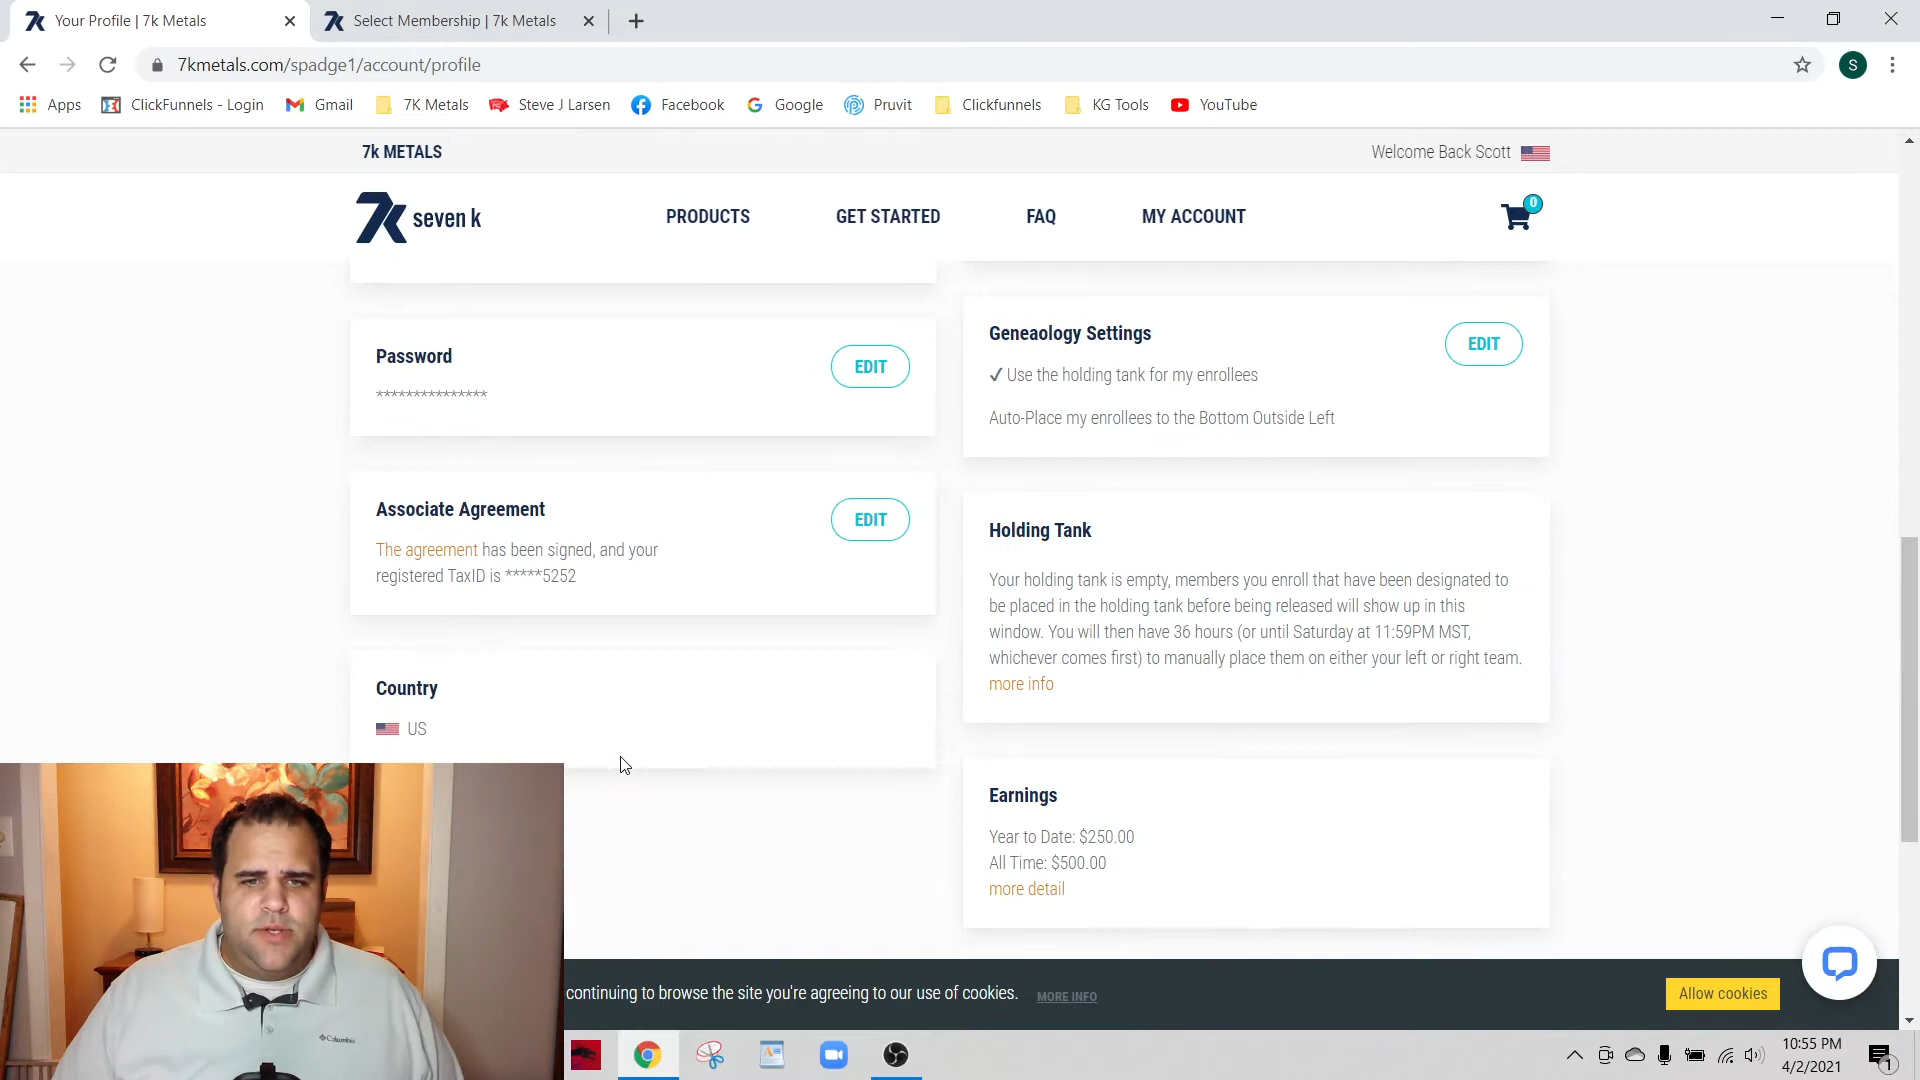 Your Profile | 7k Metals
Select Membership | 7k Metals
7kmetals.com/spadge1/account/profile
S
Apps
ClickFunnels - Login
Gmail
7K Metals
Steve J Larsen
Facebook
Google
Pruvit
Clickfunnels
KG Tools
YouTube
7k METALS
Welcome Back Scott
7k seven k
PRODUCTS
GET STARTED
FAQ
MY ACCOUNT
0
Password
EDIT
***************
Associate Agreement
EDIT
The agreement has been signed, and your
registered TaxID is *****5252
Country
US
Geneaology Settings
EDIT
✓ Use the holding tank for my enrollees
Auto-Place my enrollees to the Bottom Outside Left
Holding Tank
Your holding tank is empty, members you enroll that have been designated to
be placed in the holding tank before being released will show up in this
window. You will then have 36 hours (or until Saturday at 11:59PM MST,
whichever comes first) to manually place them on either your left or right team.
more info
Earnings
Year to Date: $250.00
All Time: $500.00
more detail
continuing to browse the site you're agreeing to our use of cookies.
MORE INFO
Allow cookies
Columbia
10:55 PM
4/2/2021
1